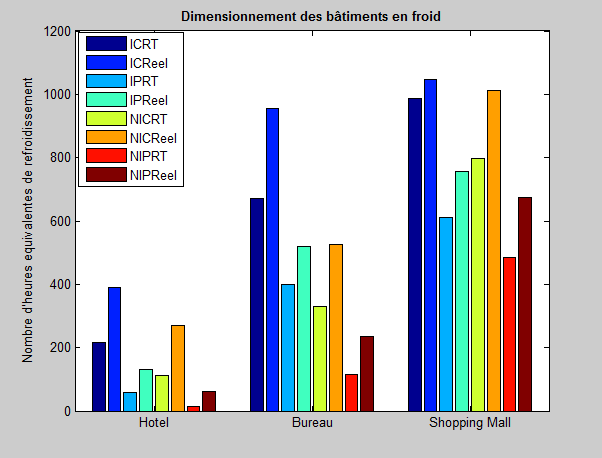 Dimensionnement des bâtiments en froid
1200
1000
800
600
400
200
0
Nombre d'heures equivalentes de refroidissement
ICRT
ICReel
IPRT
IPReel
NICRT
NICReel
NIPRT
NIPReel
Hotel
Bureau
Shopping Mall